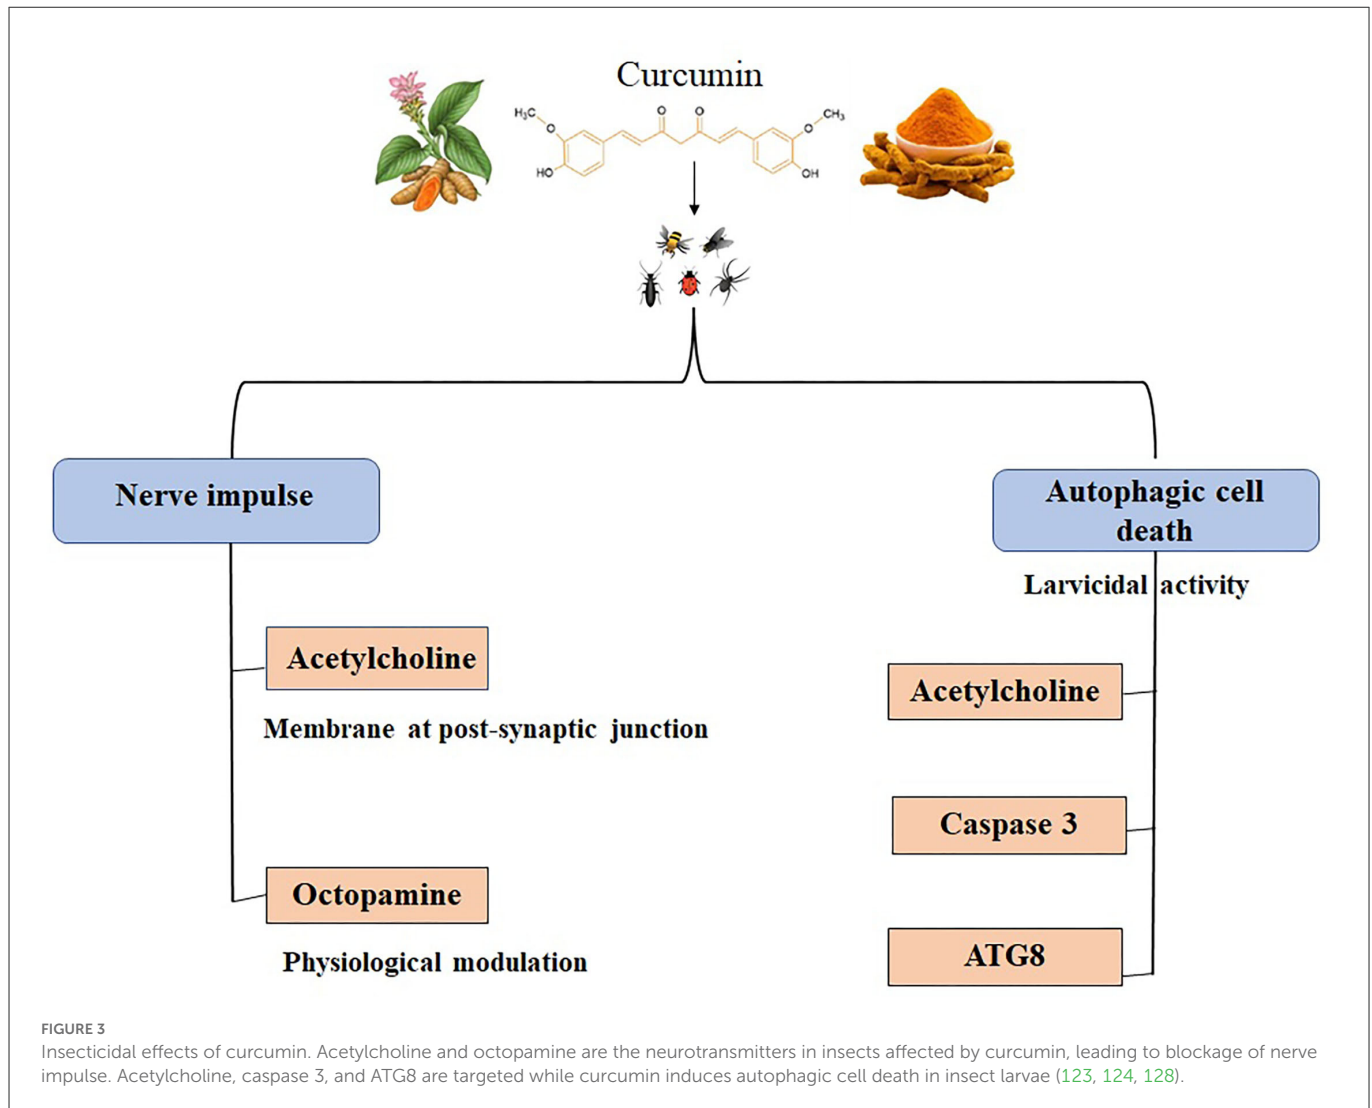 Curcumin
H3C
O
O
O
O
CH3
HO
OH
Nerve impulse
Autophagic cell
death
Larvicidal activity
Acetylcholine
Membrane at post-synaptic junction
Octopamine
Physiological modulation
Acetylcholine
Caspase 3
ATG8
FIGURE 3
Insecticidal effects of curcumin. Acetylcholine and octopamine are the neurotransmitters in insects affected by curcumin, leading to blockage of nerve
impulse. Acetylcholine, caspase 3, and ATG8 are targeted while curcumin induces autophagic cell death in insect larvae (123, 124, 128).